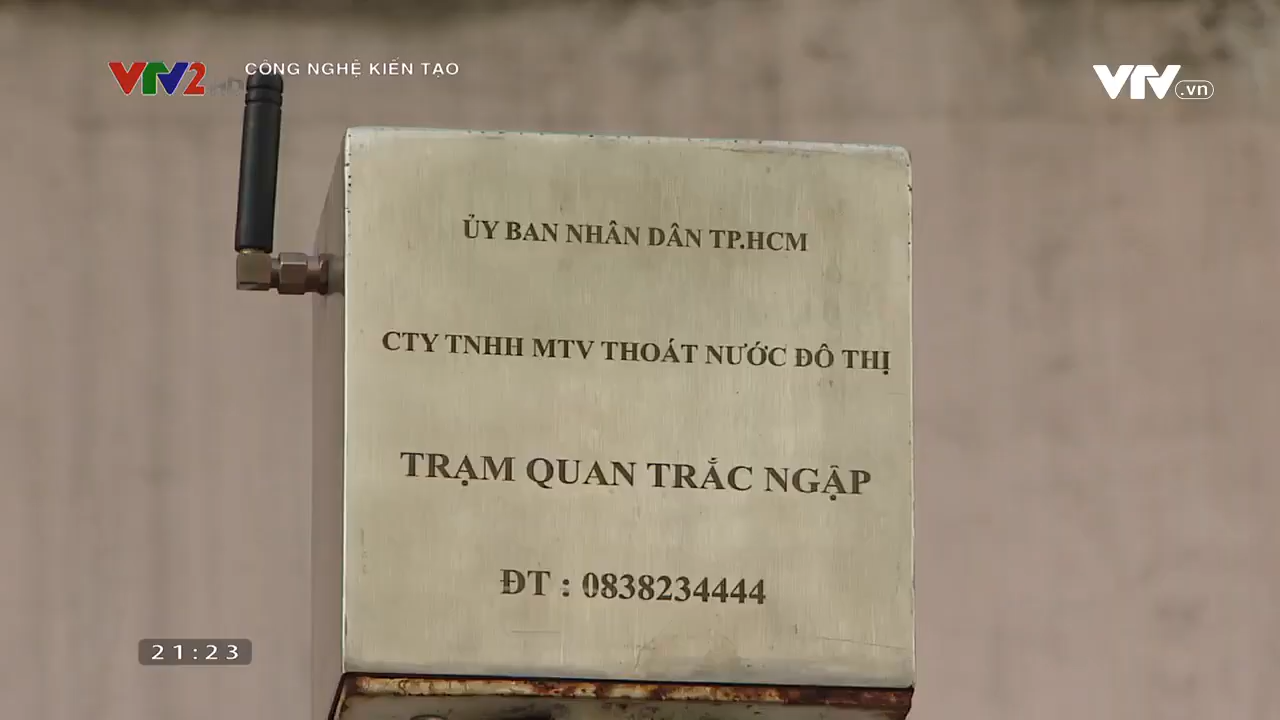 VTV2 CÔNG NGHỆ KIẾN TẠO
VTV.vn
ỦY BAN NHÂN DÂN TP.HCM
CTY TNHH MTV THOÁT NƯỚC ĐÔ THỊ
TRẠM QUAN TRẮC NGẬP
ĐT : 0838234444
21:23